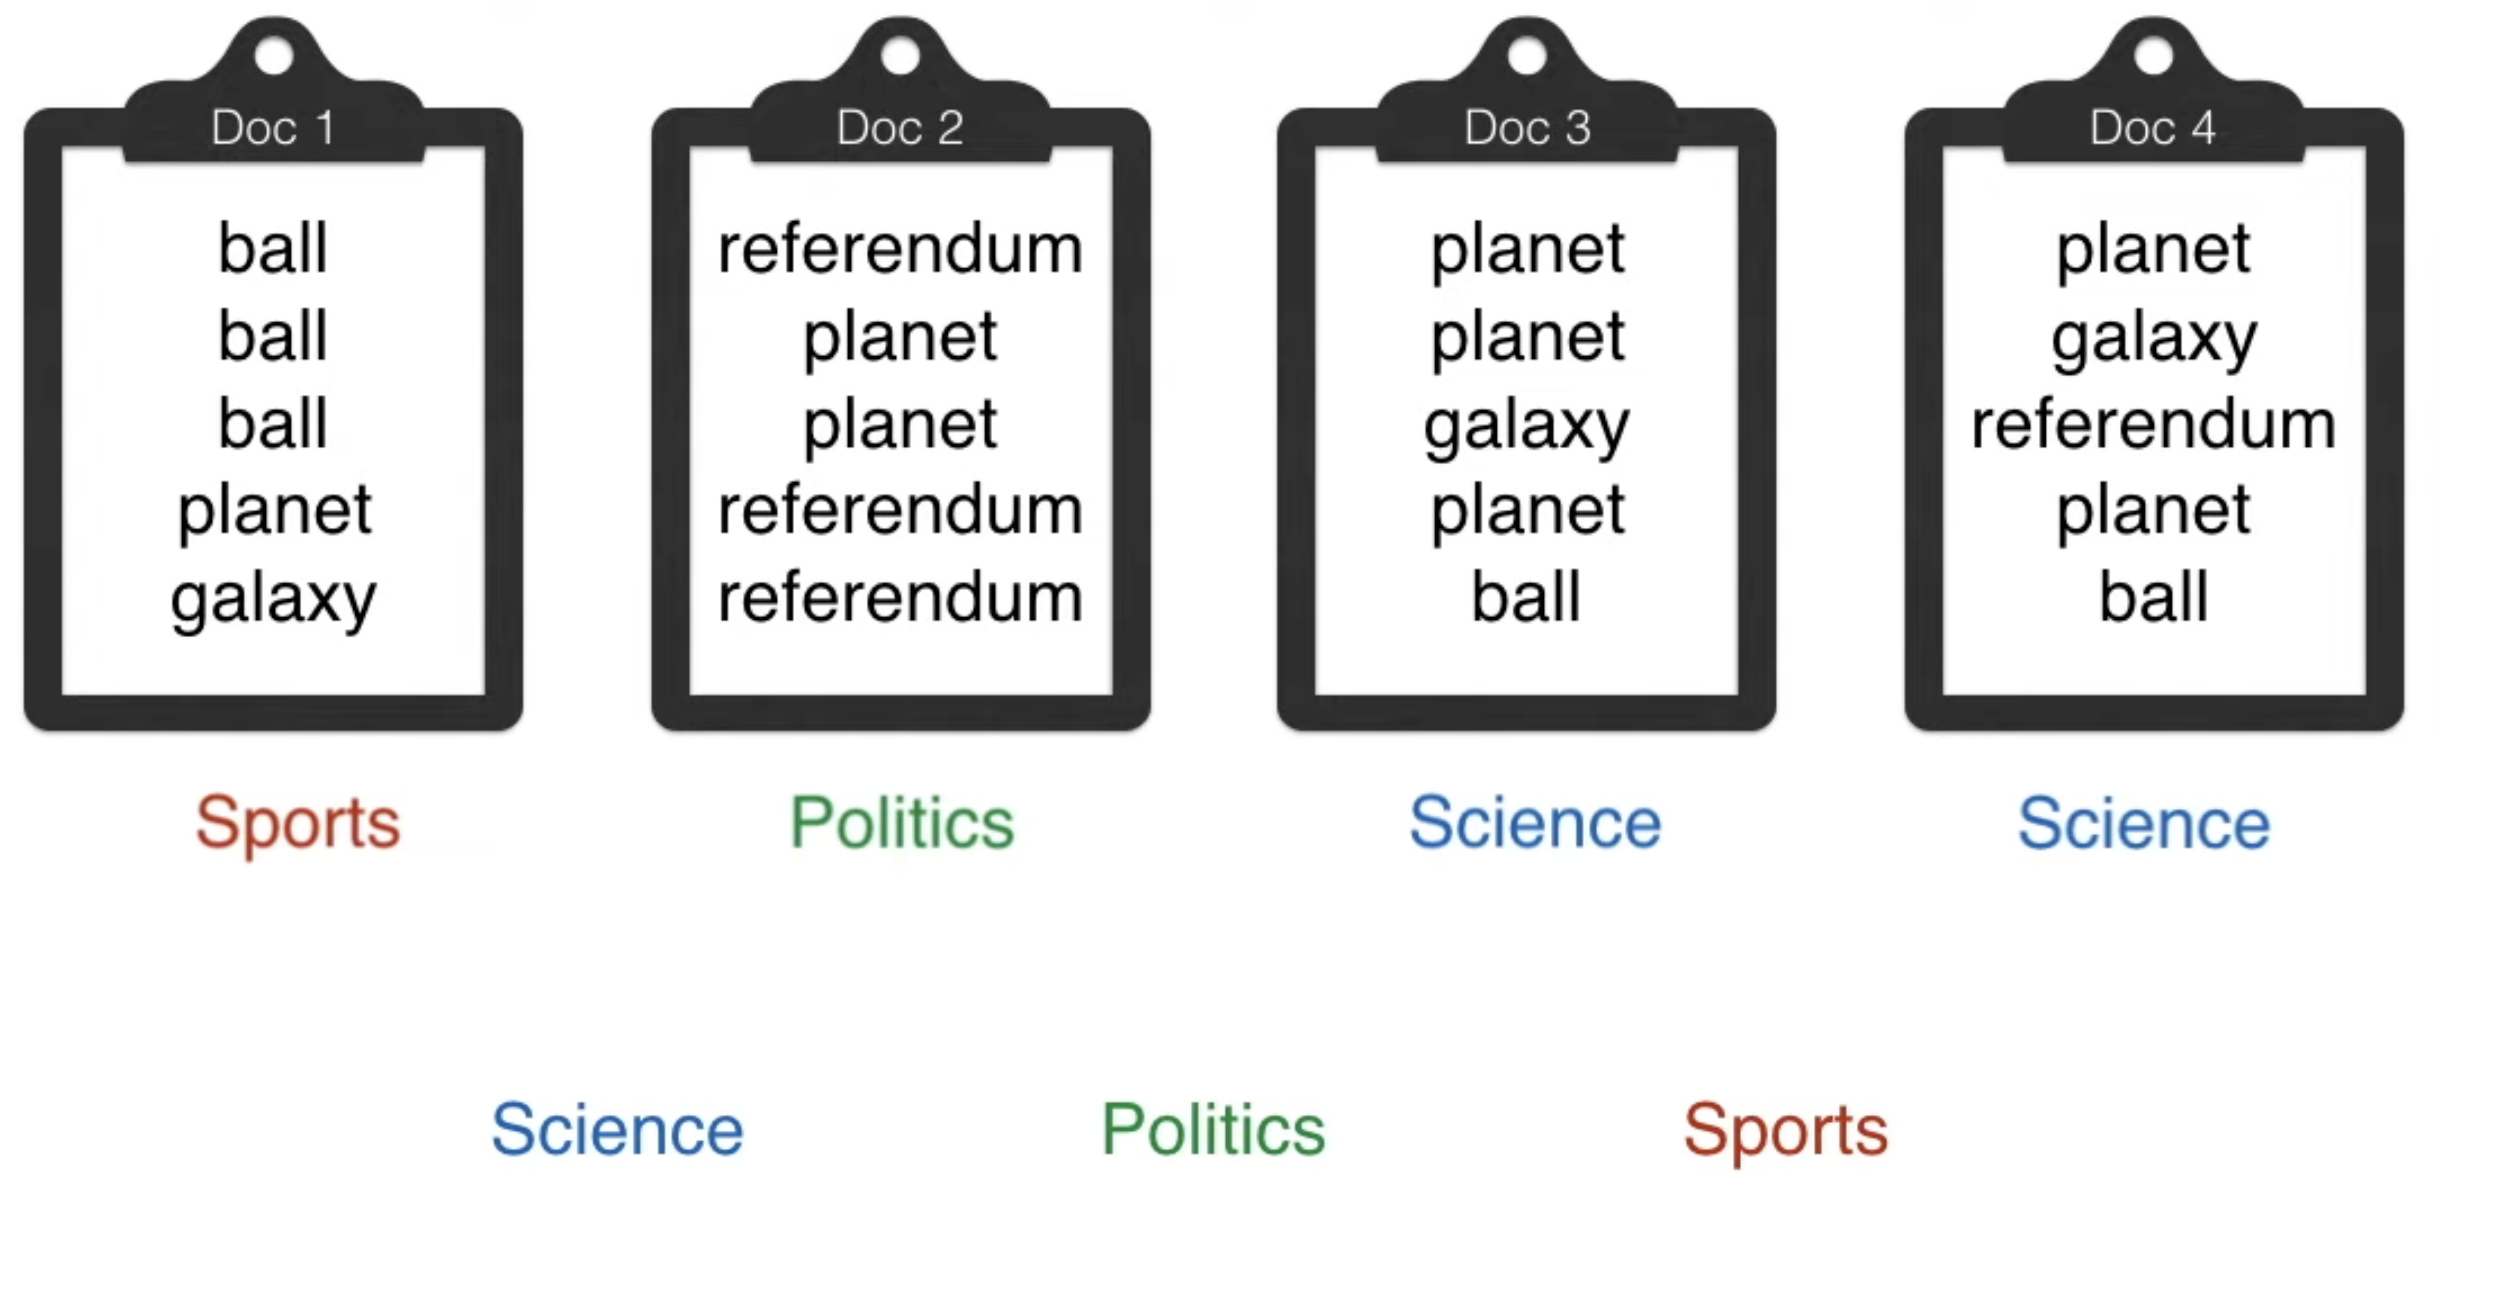 Doc 1
ball
ball
ball
planet
galaxy
Sports
Doc 2
referendum
planet
planet
referendum
referendum
Politics
Doc 3
planet
planet
galaxy
planet
ball
Science
Doc 4
planet
galaxy
referendum
planet
ball
Science
Science
Politics
Sports